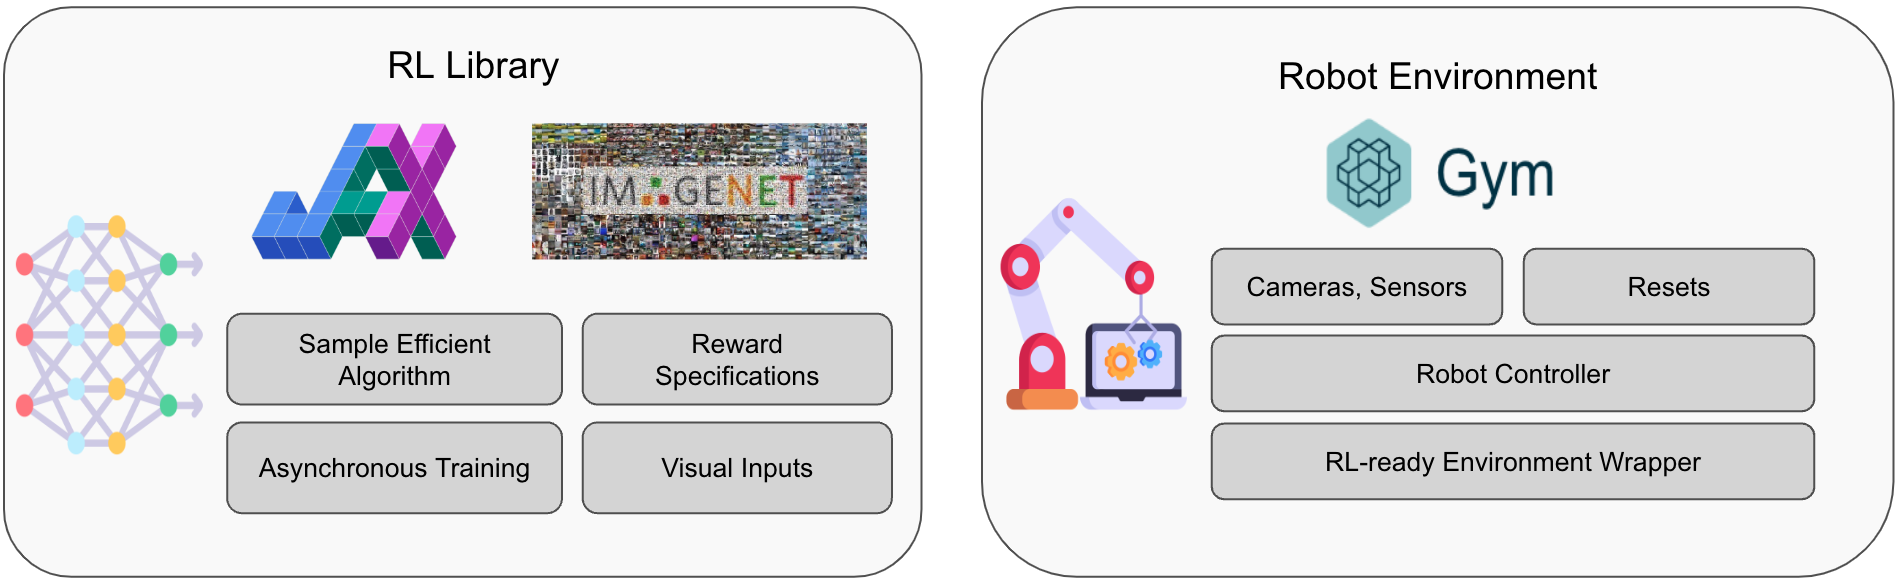 RL Library
JAX
IMAGENET
Sample Efficient
Algorithm
Reward
Specifications
Asynchronous Training
Visual Inputs
Robot Environment
Gym
Cameras, Sensors
Resets
Robot Controller
RL-ready Environment Wrapper